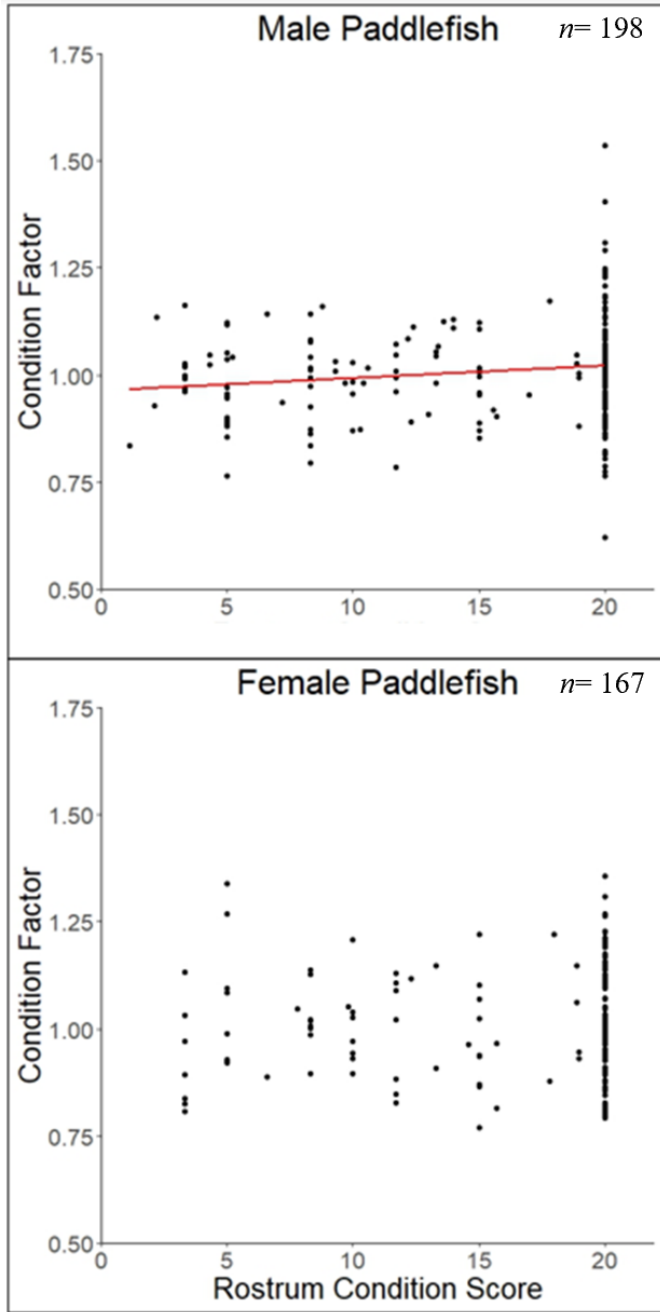 Male Paddlefish n= 198
1.75
1.50
1.25
1.00
0.75
0.50
Condition Factor
0 5 10 15 20
Female Paddlefish n= 167
1.75
1.50
1.25
1.00
0.75
0.50
Condition Factor
0 5 10 15 20
Rostrum Condition Score